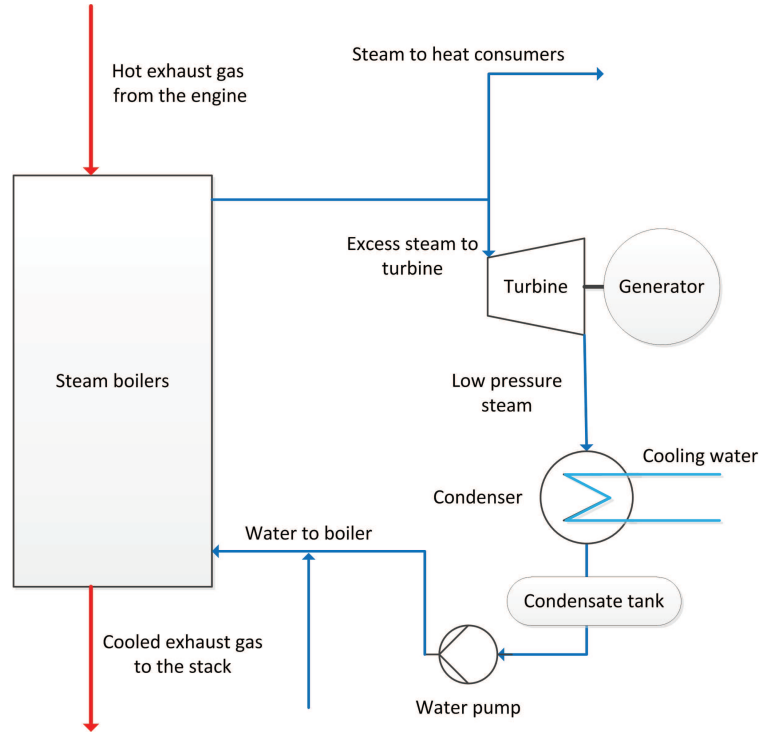 Hot exhaust gas
from the engine
Steam to heat consumers
Excess steam to
turbine
Turbine
Generator
Steam boilers
Low pressure
steam
Cooling water
Condenser
Water to boiler
Condensate tank
Cooled exhaust gas
to the stack
Water pump